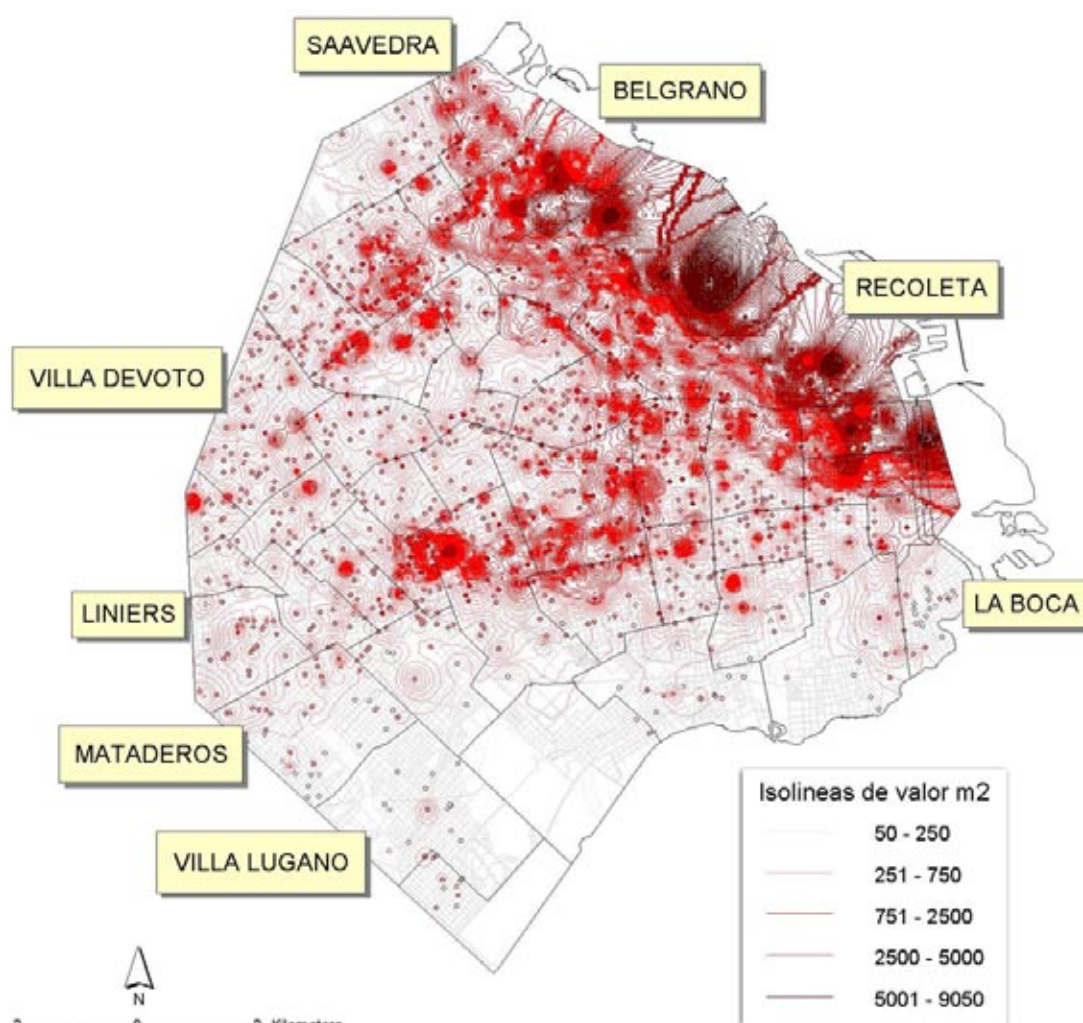 SAAVEDRA
BELGRANO
RECOLETA
VILLA DEVOTO
LINIERS
LA BOCA
MATADEROS
VILLA LUGANO
Isolineas de valor m2
50 - 250
251 - 750
751 - 2500
2500 - 5000
5001 - 9050
N